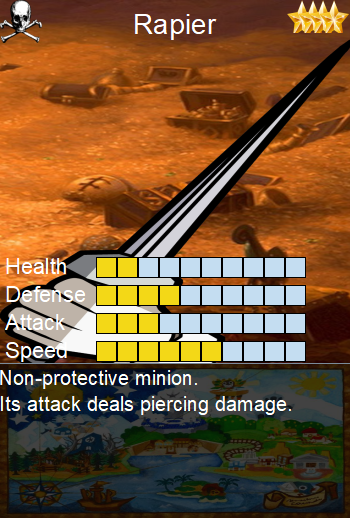 Rapier
Health
Defense
Attack
Speed
Non-protective minion.
Its attack deals piercing damage.